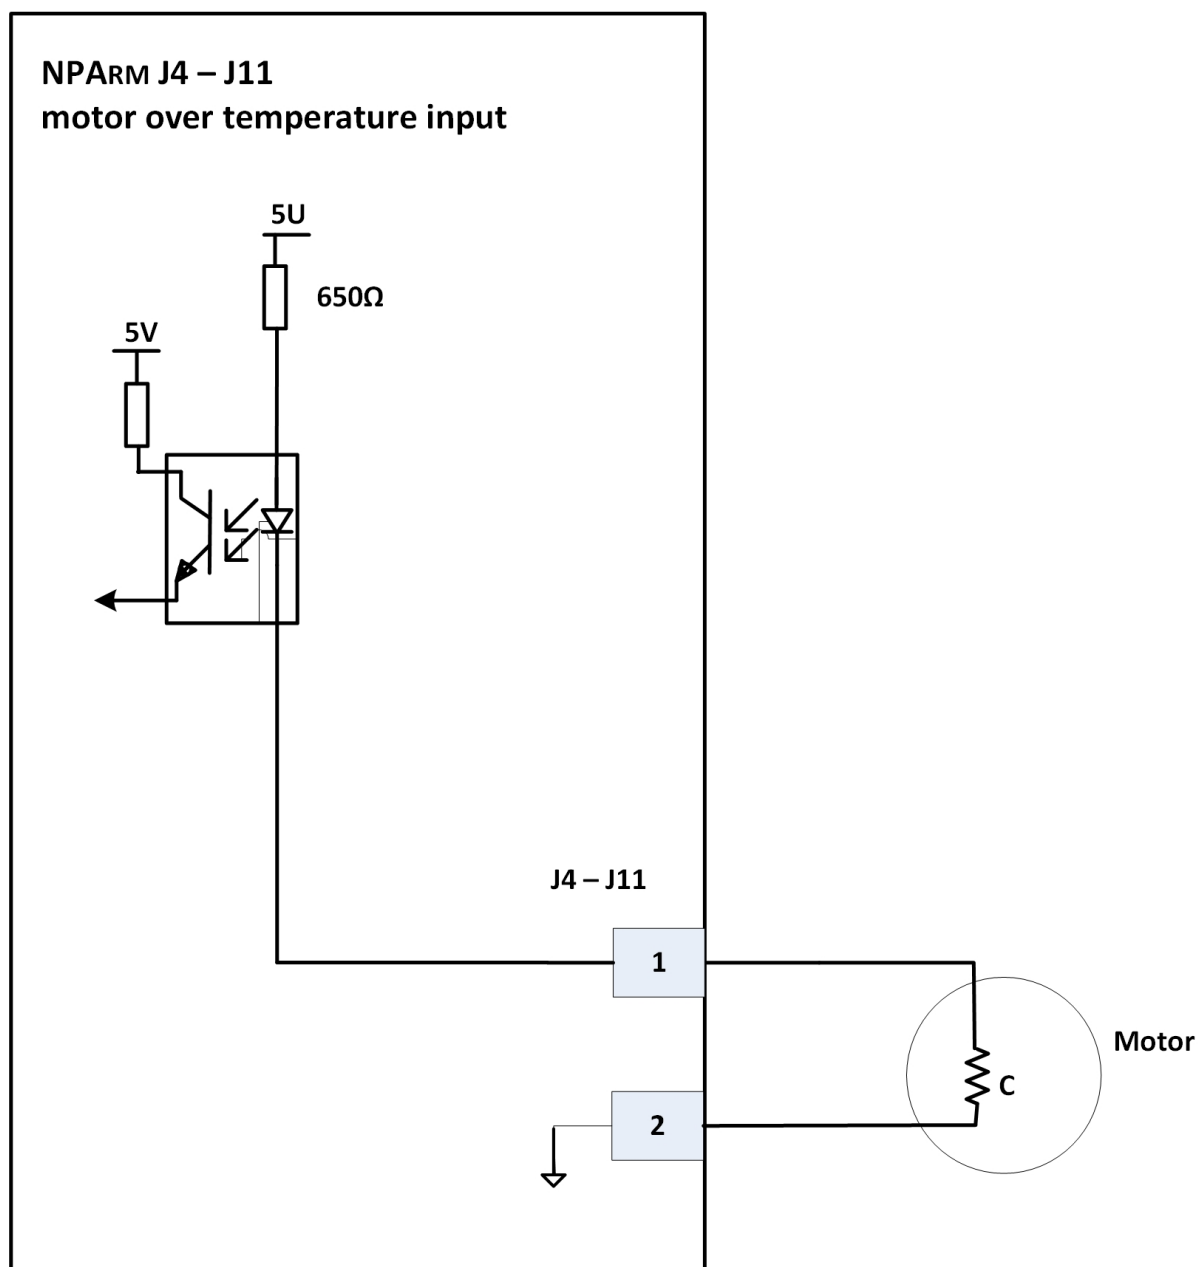 NPARM J4 – J11
motor over temperature input
5U
650Ω
5V
J4 – J11
1
Motor
C
2